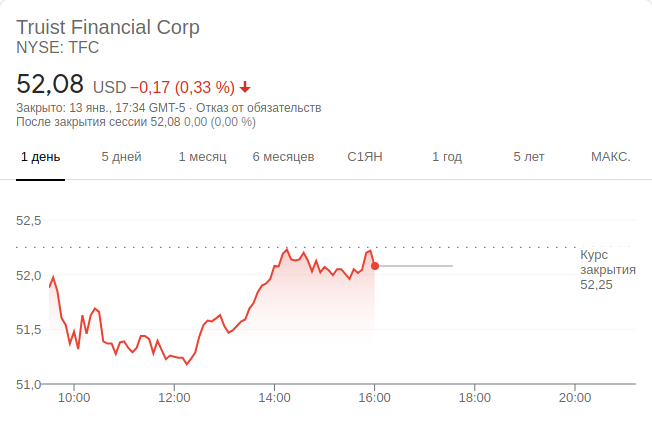 Truist Financial Corp
NYSE: TFC
52,08 USD −0,17 (0,33 %)
Закрыто: 13 янв., 17:34 GMT-5 · Отказ от обязательств
После закрытия сессии 52,08 0,00 (0,00 %)
1 день 5 дней 1 месяц 6 месяцев С1ЯН 1 год 5 лет МАКС.
52,5
Курс
закрытия
52,25
52,0
51,5
51,0
10:00 12:00 14:00 16:00 18:00 20:00